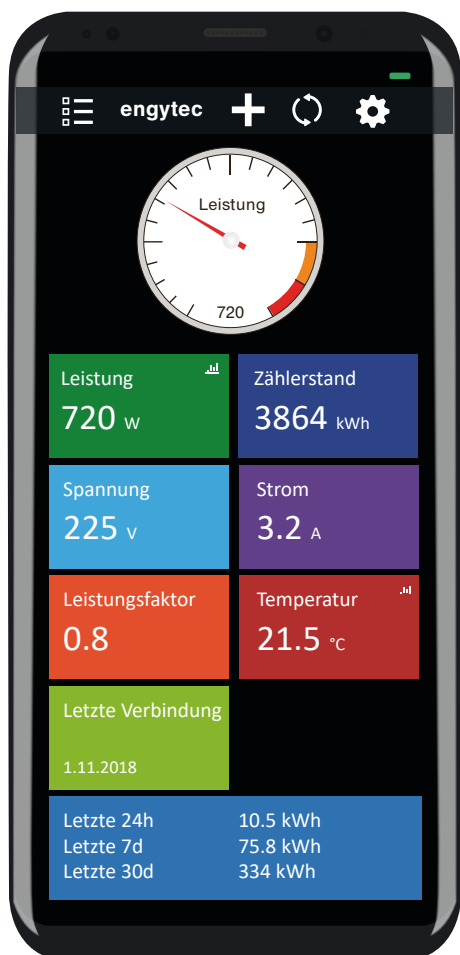 engytec
Leistung
720
Leistung
720 W
Zählerstand
3864 kWh
Spannung
225 V
Strom
3.2 A
Leistungsfaktor
0.8
Temperatur
21.5 °C
Letzte Verbindung
1.11.2018
Letzte 24h 10.5 kWh
Letzte 7d 75.8 kWh
Letzte 30d 334 kWh